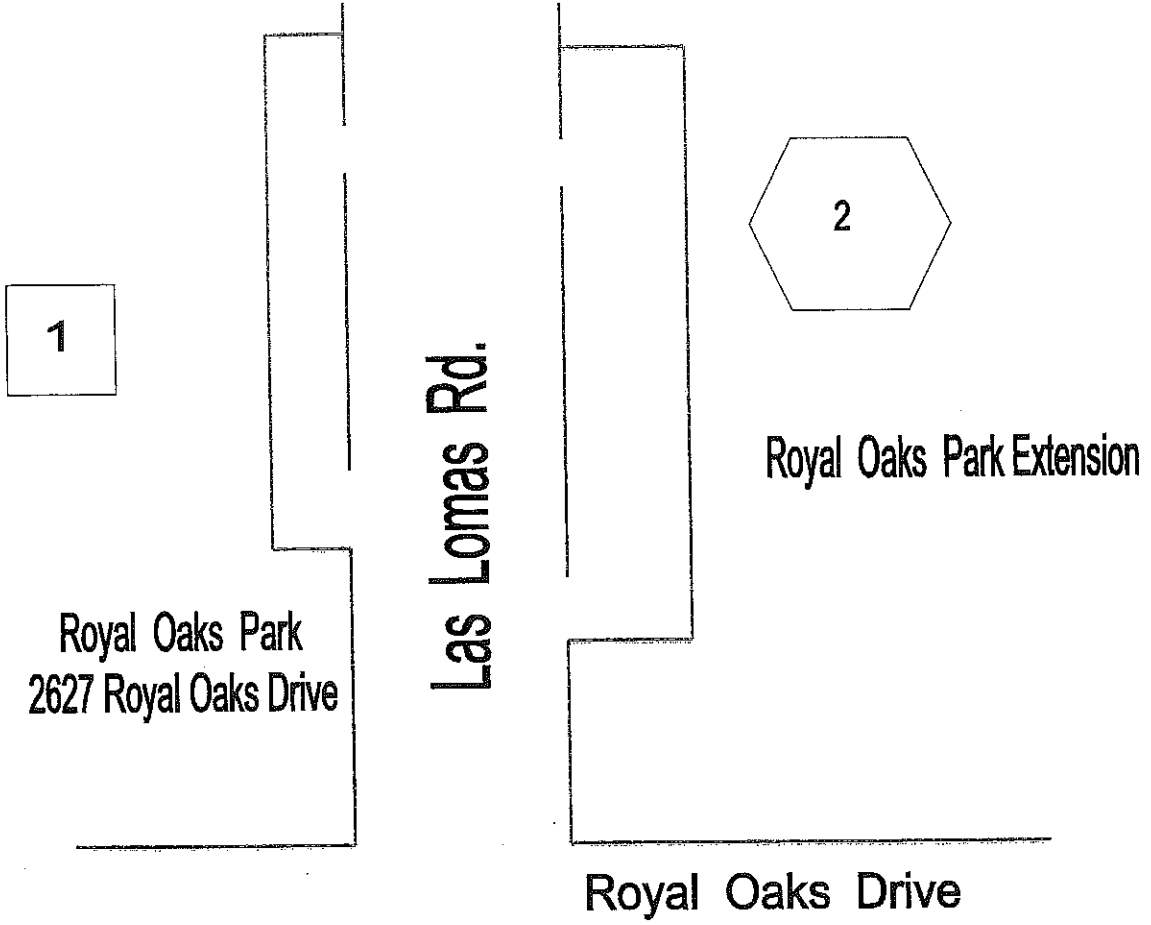 2
1
Las Lomas Rd.
Royal Oaks Park Extension
Royal Oaks Park
2627 Royal Oaks Drive
Royal Oaks Drive